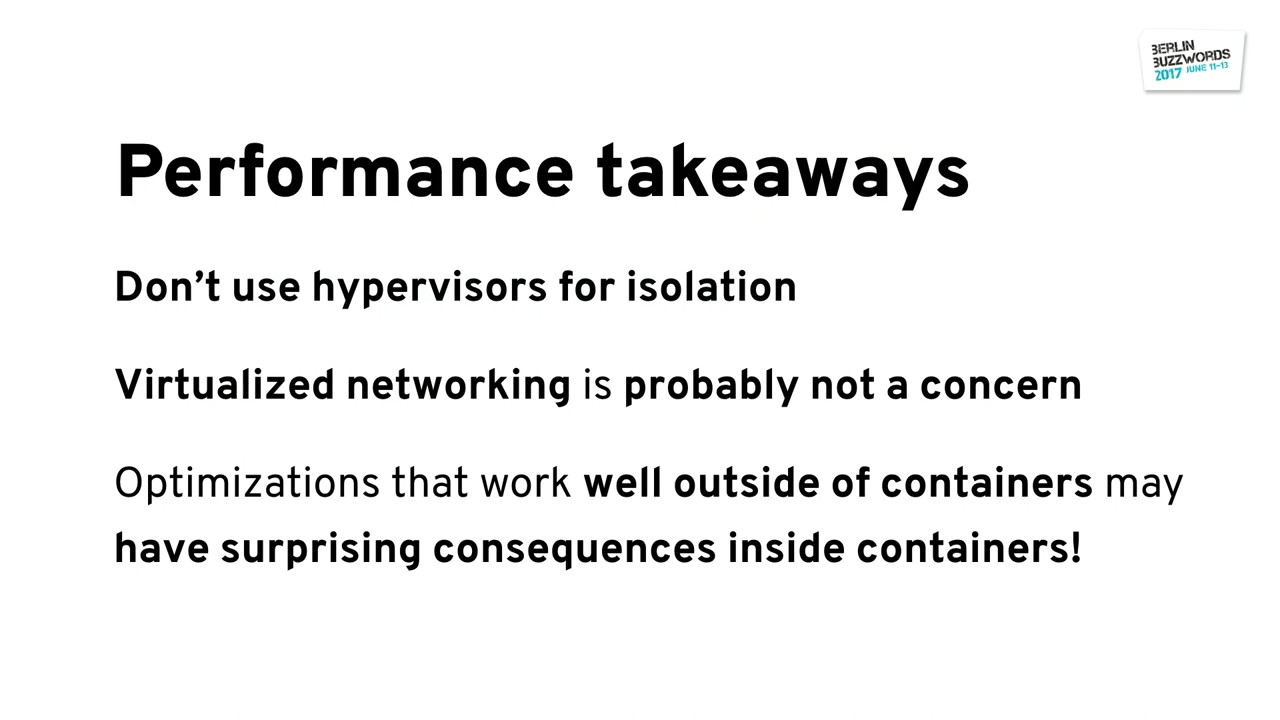 BERLIN
BUZZWORDS
2017 JUNE 11-13
Performance takeaways
Don’t use hypervisors for isolation
Virtualized networking is probably not a concern
Optimizations that work well outside of containers may
have surprising consequences inside containers!